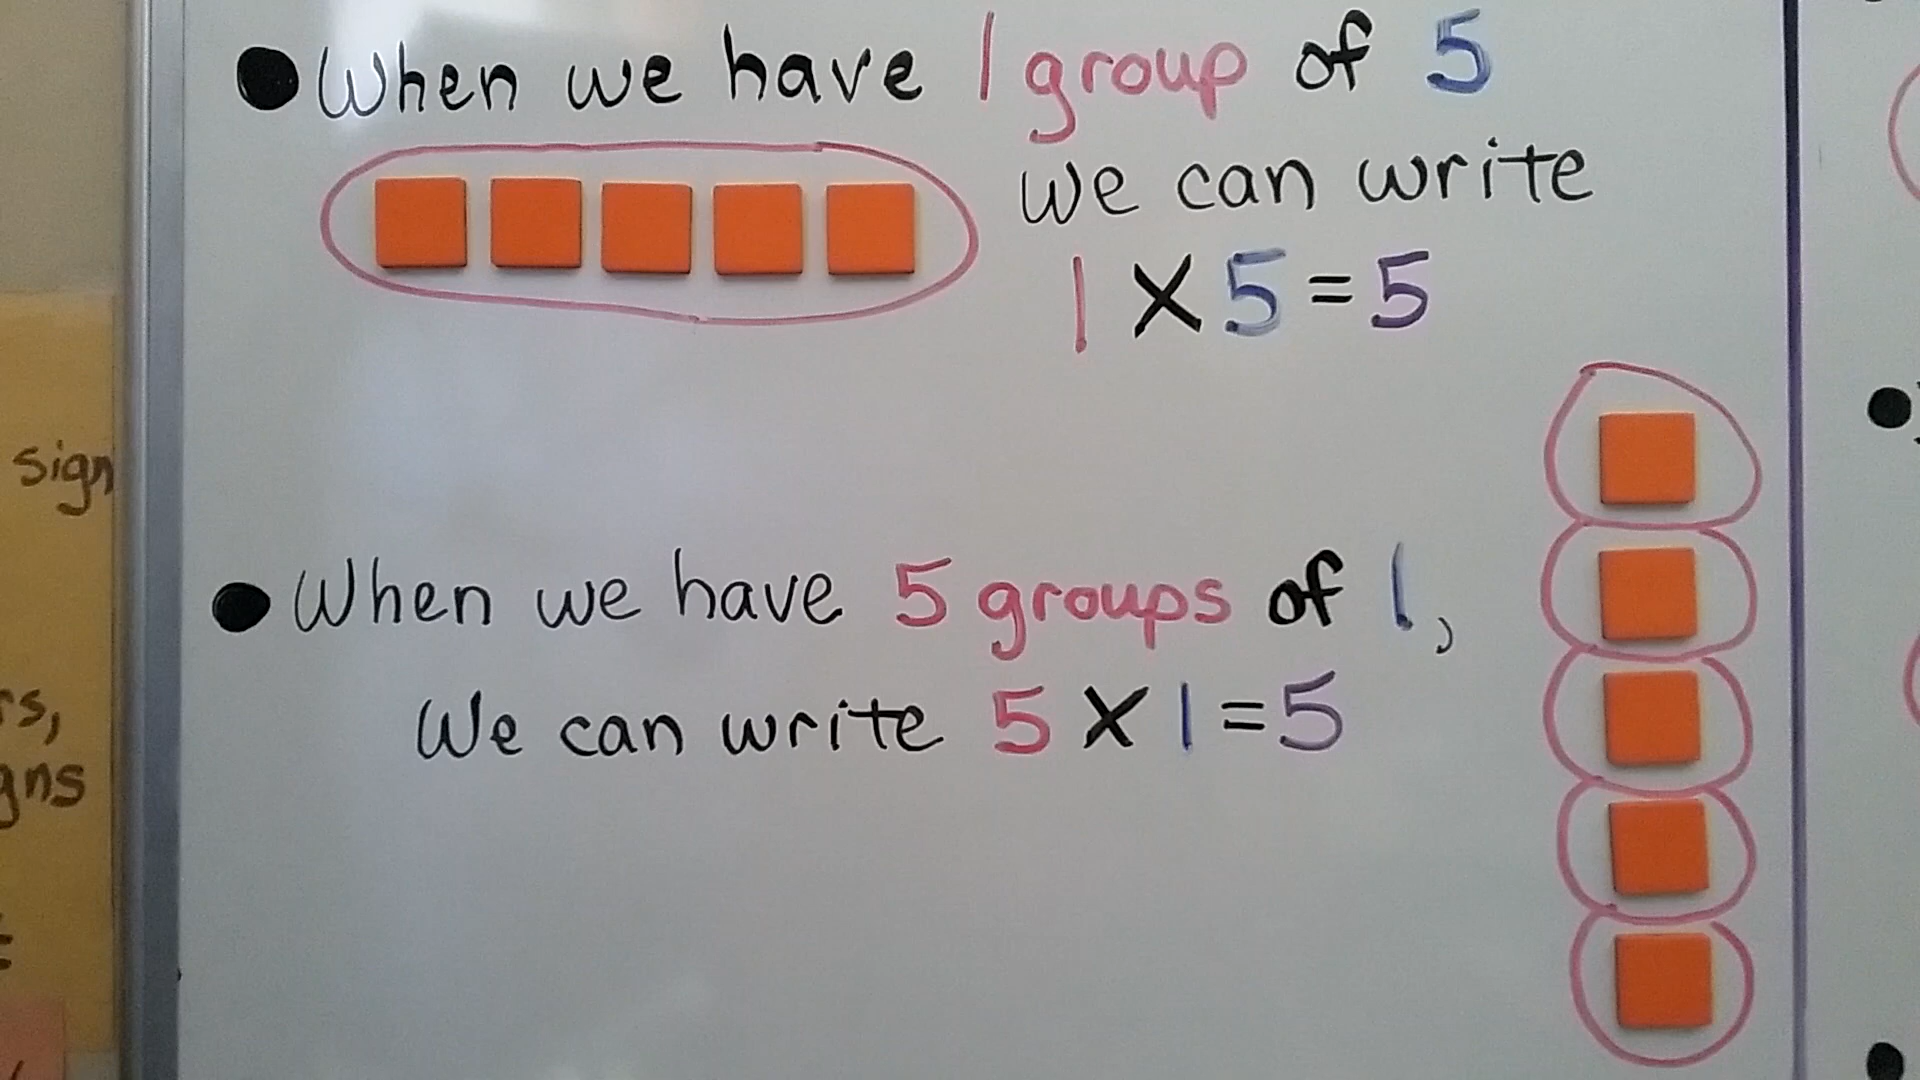 When we have 1 group of 5
we can write
1 X 5 = 5
When we have 5 groups of 1,
We can write 5 X 1 = 5
sign